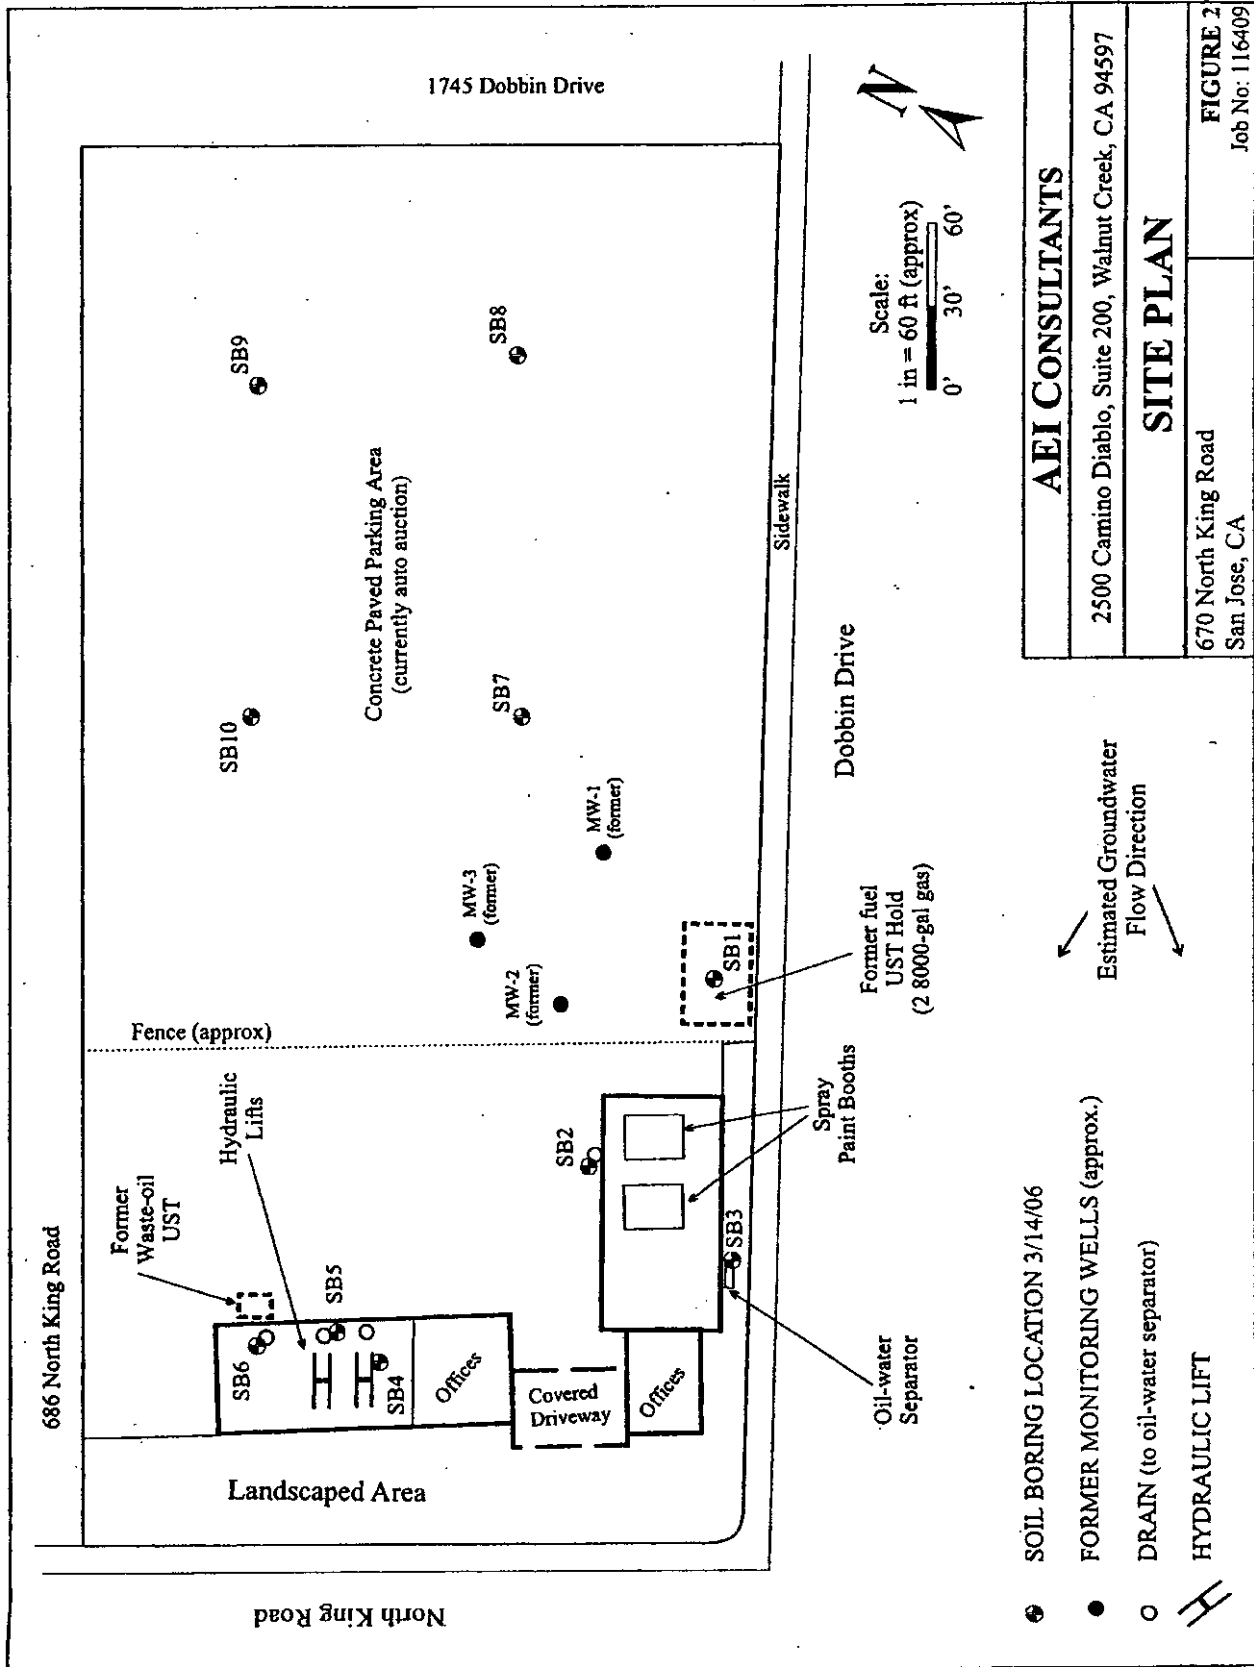 686 North King Road
1745 Dobbin Drive
Former
Waste-oil
UST
Hydraulic
Lifts
Fence (approx)
SB6
SB5
SB4
Offices
Covered
Driveway
Offices
Landscaped Area
North King Road
SB10
SB9
Concrete Paved Parking Area
(currently auto auction)
SB7
SB8
MW-3
(former)
MW-2
(former)
MW-1
(former)
SB2
SB1
SB3
Sidewalk
Dobbin Drive
Oil-water
Separator
Spray
Paint Booths
Former fuel
UST Hold
(2 8000-gal gas)
Scale:
1 in = 60 ft (approx)
0' 30' 60'
N
SOIL BORING LOCATION 3/14/06
FORMER MONITORING WELLS (approx.)
DRAIN (to oil-water separator)
HYDRAULIC LIFT
Estimated Groundwater
Flow Direction
AEI CONSULTANTS
2500 Camino Diablo, Suite 200, Walnut Creek, CA 94597
SITE PLAN
670 North King Road
San Jose, CA
FIGURE 2
Job No: 116409